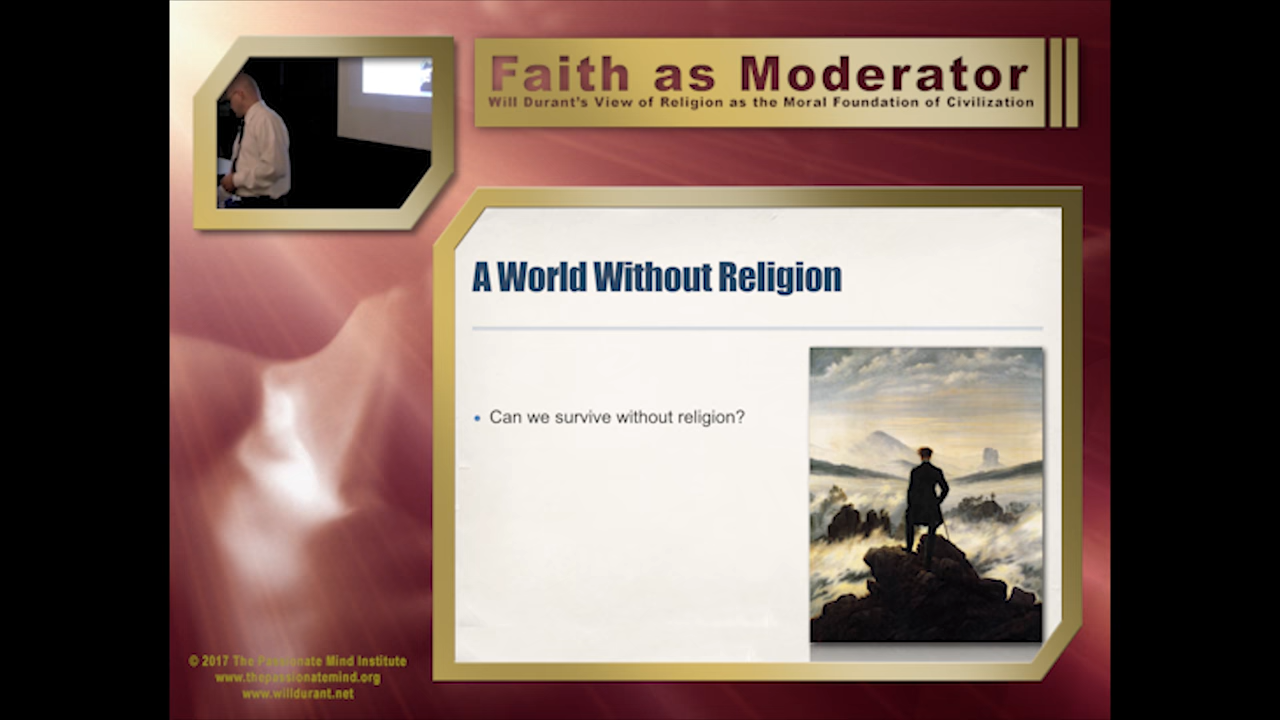 Faith as Moderator
Will Durant's View of Religion as the Moral Foundation of Civilization
A World Without Religion
• Can we survive without religion?
© 2017 The Passionate Mind Institute
www.thepassionatemind.org
www.willdurant.net